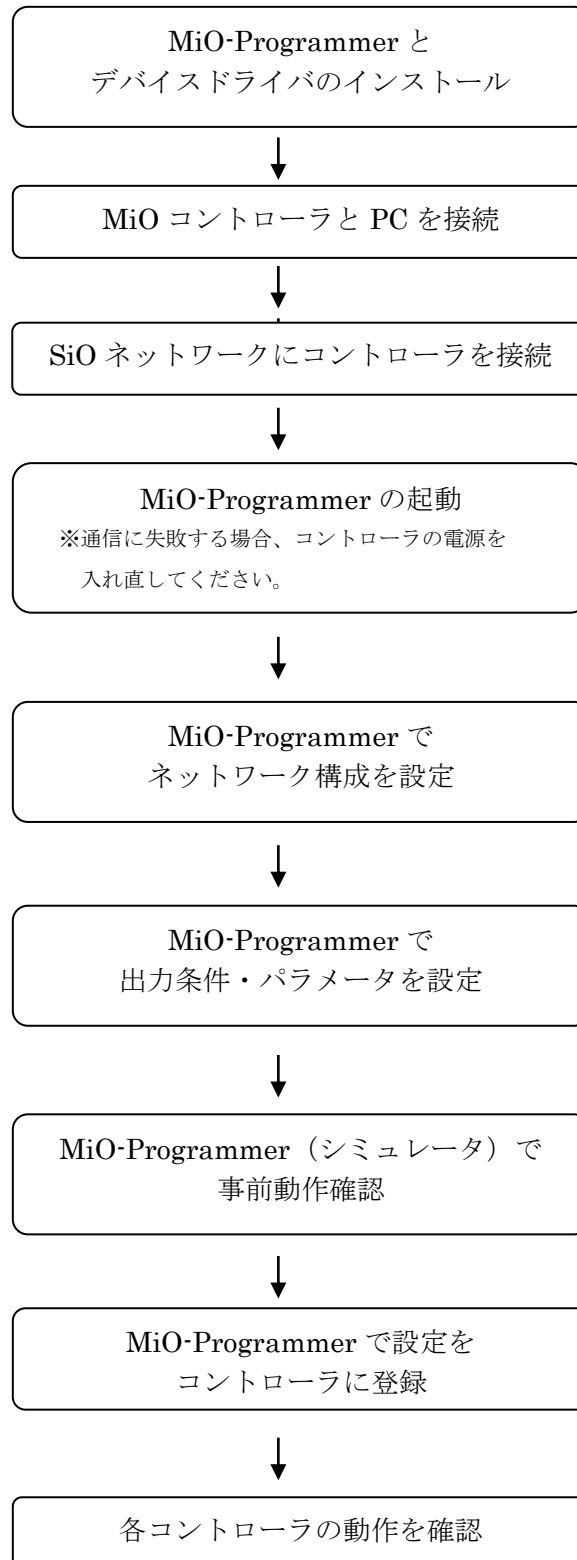 MiO-Programmer と
デバイスドライバのインストール
MiO コントローラと PC を接続
SiO ネットワークにコントローラを接続
MiO-Programmer の起動
※通信に失敗する場合、コントローラの電源を
入れ直してください。
MiO-Programmer で
ネットワーク構成を設定
MiO-Programmer で
出力条件・パラメータを設定
MiO-Programmer（シミュレータ）で
事前動作確認
MiO-Programmer で設定を
コントローラに登録
各コントローラの動作を確認